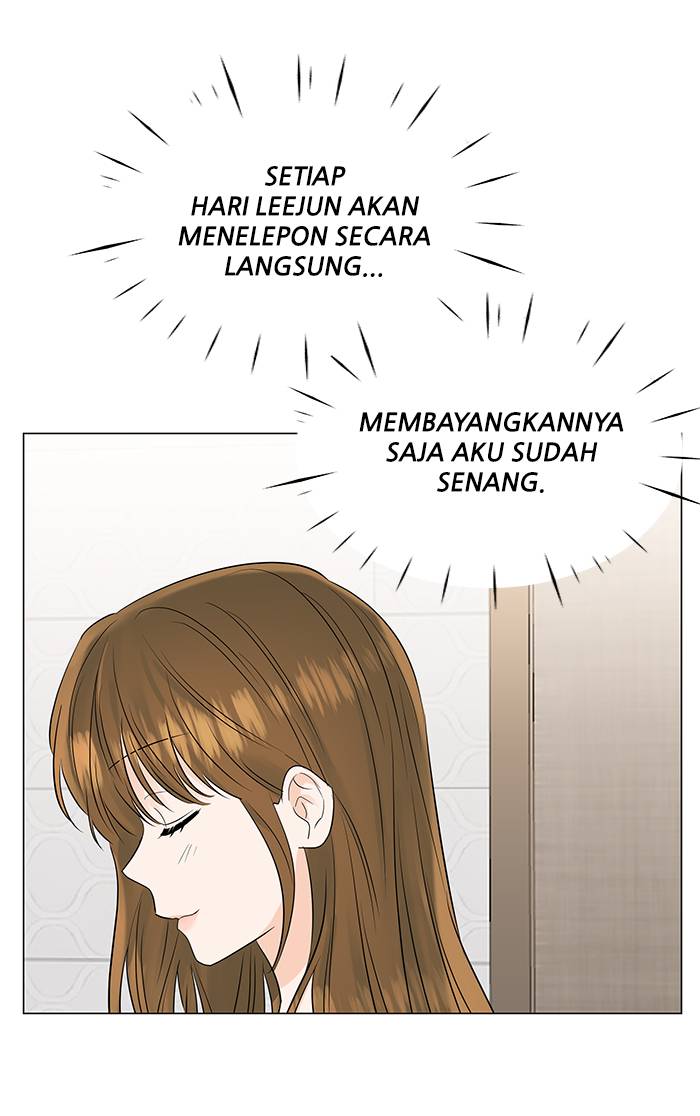 SETIAP
HARI LEEJUN AKAN
MENELEPON SECARA
LANGSUNG...
MEMBAYANGKANNYA
SAJA AKU SUDAH
SENANG.